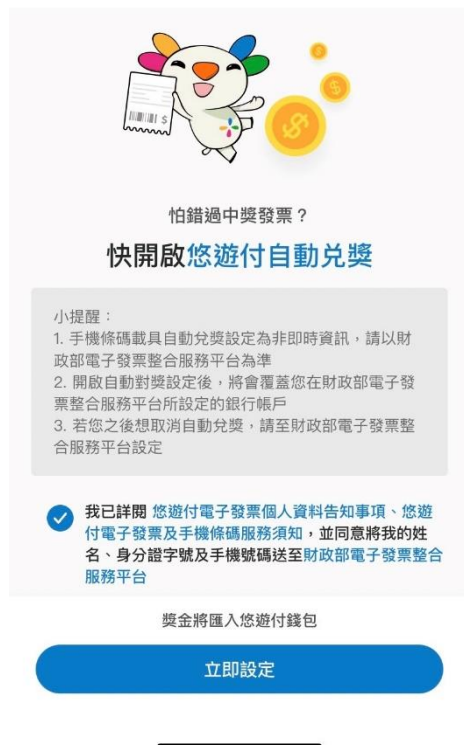 怕錯過中獎發票？
快開啟悠遊付自動兌獎
小提醒：
1. 手機條碼載具自動兌獎設定為非即時資訊，請以財
政部電子發票整合服務平台為準
2. 開啟自動對獎設定後，將會覆蓋您在財政部電子發
票整合服務平台所設定的銀行帳戶
3. 若您之後想取消自動兌獎，請至財政部電子發票整
合服務平台設定
我已詳閱 悠遊付電子發票個人資料告知事項、悠遊
付電子發票及手機條碼服務須知，並同意將我的姓
名、身分證字號及手機號碼送至財政部電子發票整合
服務平台
獎金將匯入悠遊付錢包
立即設定